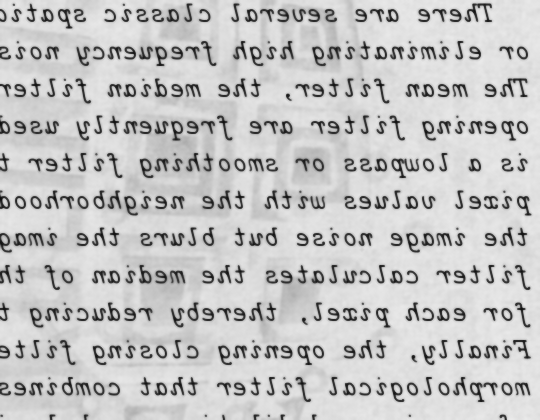 There are several classic spatia
or eliminating high frequency nois
The mean filter, the median filter
opening filter are frequently used
is a lowpass or smoothing filter t
pixel values with the neighborhood
the image noise but blurs the imag
filter calculates the median of th
for each pixel, thereby reducing t
Finally, the opening closing filte
morphological filter that combines